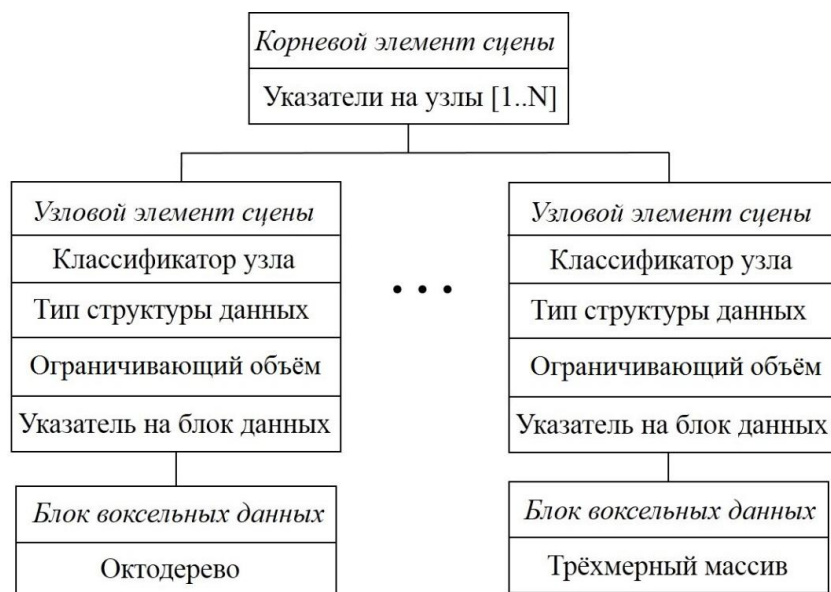 Корневой элемент сцены
Указатели на узлы [1..N]
Узловой элемент сцены
Классификатор узла
Тип структуры данных
Ограничивающий объём
Указатель на блок данных
Блок воксельных данных
Октодерево
...
Узловой элемент сцены
Классификатор узла
Тип структуры данных
Ограничивающий объём
Указатель на блок данных
Блок воксельных данных
Трёхмерный массив